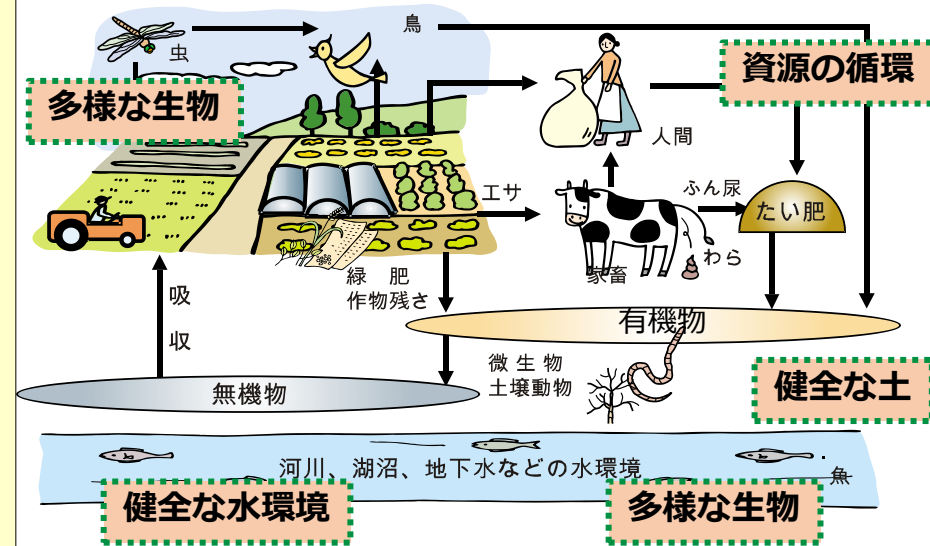 鳥
虫
資源の循環
多様な生物
人間
エサ
ふん尿
たい肥
わら
家畜
緑 肥
作物残さ
吸
収
有機物
微 生 物
土壌動物
無機物
健全な土
河川、湖沼、地下水などの水環境
魚
健全な水環境
多様な生物